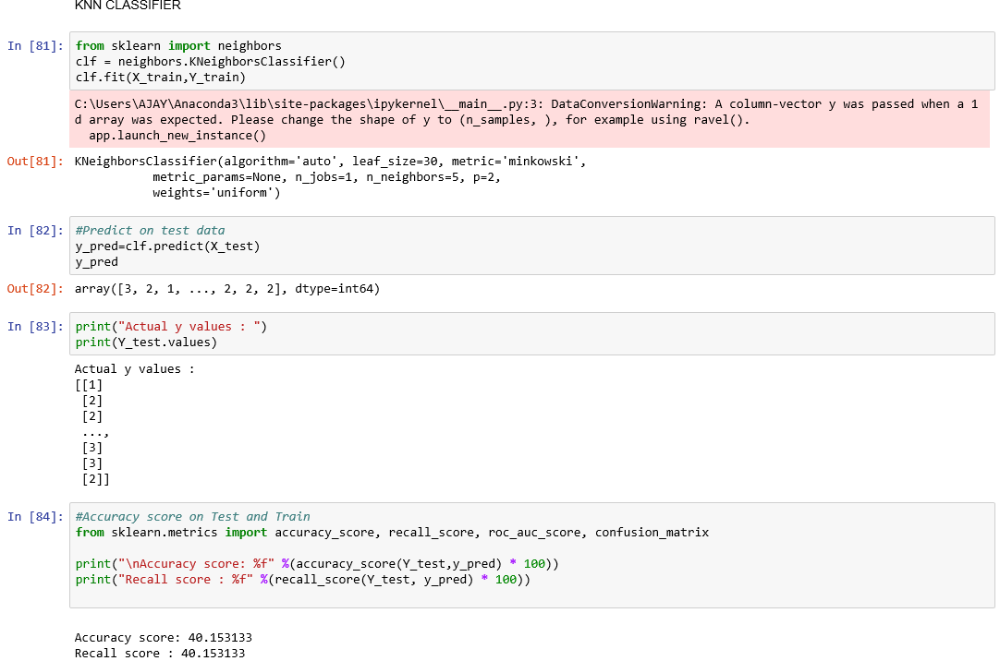 KNN CLASSIFIER
In [81]: from sklearn import neighbors
clf = neighbors.KNeighborsClassifier()
clf.fit(X_train,Y_train)
C:\Users\AJAY\Anaconda3\lib\site-packages\ipykernel\__main__.py:3: DataConversionWarning: A column-vector y was passed when a 1
d array was expected. Please change the shape of y to (n_samples, ), for example using ravel().
  app.launch_new_instance()
Out[81]: KNeighborsClassifier(algorithm='auto', leaf_size=30, metric='minkowski',
           metric_params=None, n_jobs=1, n_neighbors=5, p=2,
           weights='uniform')
In [82]: #Predict on test data
y_pred=clf.predict(X_test)
y_pred
Out[82]: array([3, 2, 1, ..., 2, 2, 2], dtype=int64)
In [83]: print("Actual y values : ")
print(Y_test.values)
Actual y values :
[[1]
 [2]
 [2]
 ...,
 [3]
 [3]
 [2]]
In [84]: #Accuracy score on Test and Train
from sklearn.metrics import accuracy_score, recall_score, roc_auc_score, confusion_matrix
print("\nAccuracy score: %f" %(accuracy_score(Y_test,y_pred) * 100))
print("Recall score : %f" %(recall_score(Y_test, y_pred) * 100))
Accuracy score: 40.153133
Recall score : 40.153133